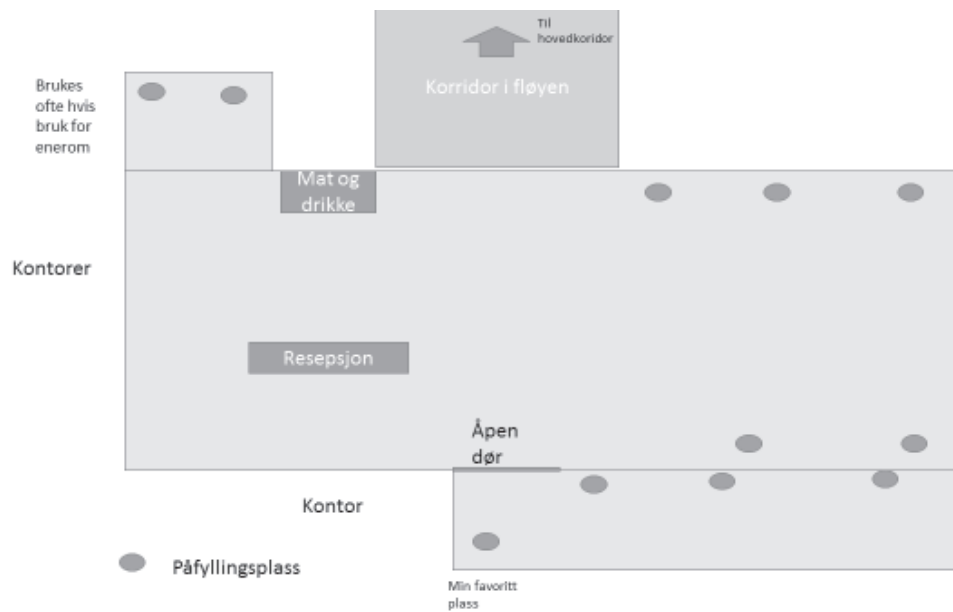 Til
hovedkoridor
Korridor i fløyen
Brukes
ofte hvis
bruk for
enerom
Mat og
drikke
Kontorer
Resepsjon
Åpen
dør
Kontor
Påfyllingsplass
Min favoritt
plass